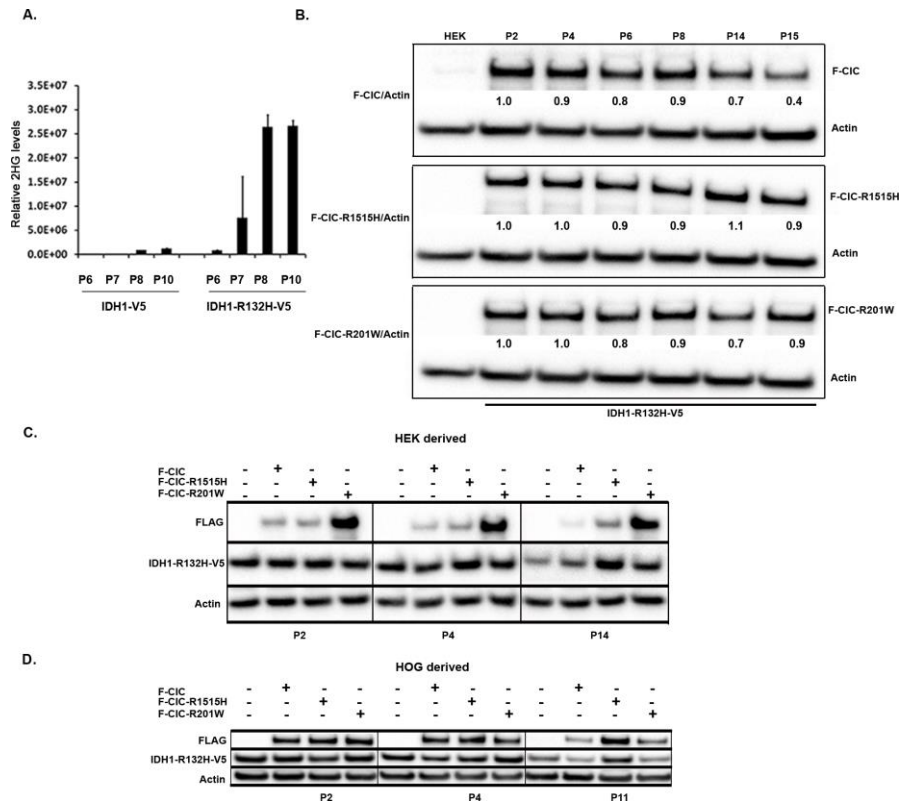 A.
Relative 2HG levels
3.5E+07
3.0E+07
2.5E+07
2.0E+07
1.5E+07
1.0E+07
5.0E+06
0.0E+00
P6 P7 P8 P10 P6 P7 P8 P10
IDH1-V5 IDH1-R132H-V5
B.
HEK P2 P4 P6 P8 P14 P15
F-CIC
F-CIC/Actin 1.0 0.9 0.8 0.9 0.7 0.4
Actin
F-CIC-R1515H
F-CIC-R1515H/Actin 1.0 1.0 0.9 0.9 1.1 0.9
Actin
F-CIC-R201W
F-CIC-R201W/Actin 1.0 1.0 0.8 0.9 0.7 0.9
Actin
IDH1-R132H-V5
C.
HEK derived
F-CIC - + - - - + - - - + - -
F-CIC-R1515H - - + - - - + - - - + -
F-CIC-R201W - - - + - - - + - - - +
FLAG
IDH1-R132H-V5
Actin
P2 P4 P14
D.
HOG derived
F-CIC - + - - - + - - - + - -
F-CIC-R1515H - - + - - - + - - - + -
F-CIC-R201W - - - + - - - + - - - +
FLAG
IDH1-R132H-V5
Actin
P2 P4 P11